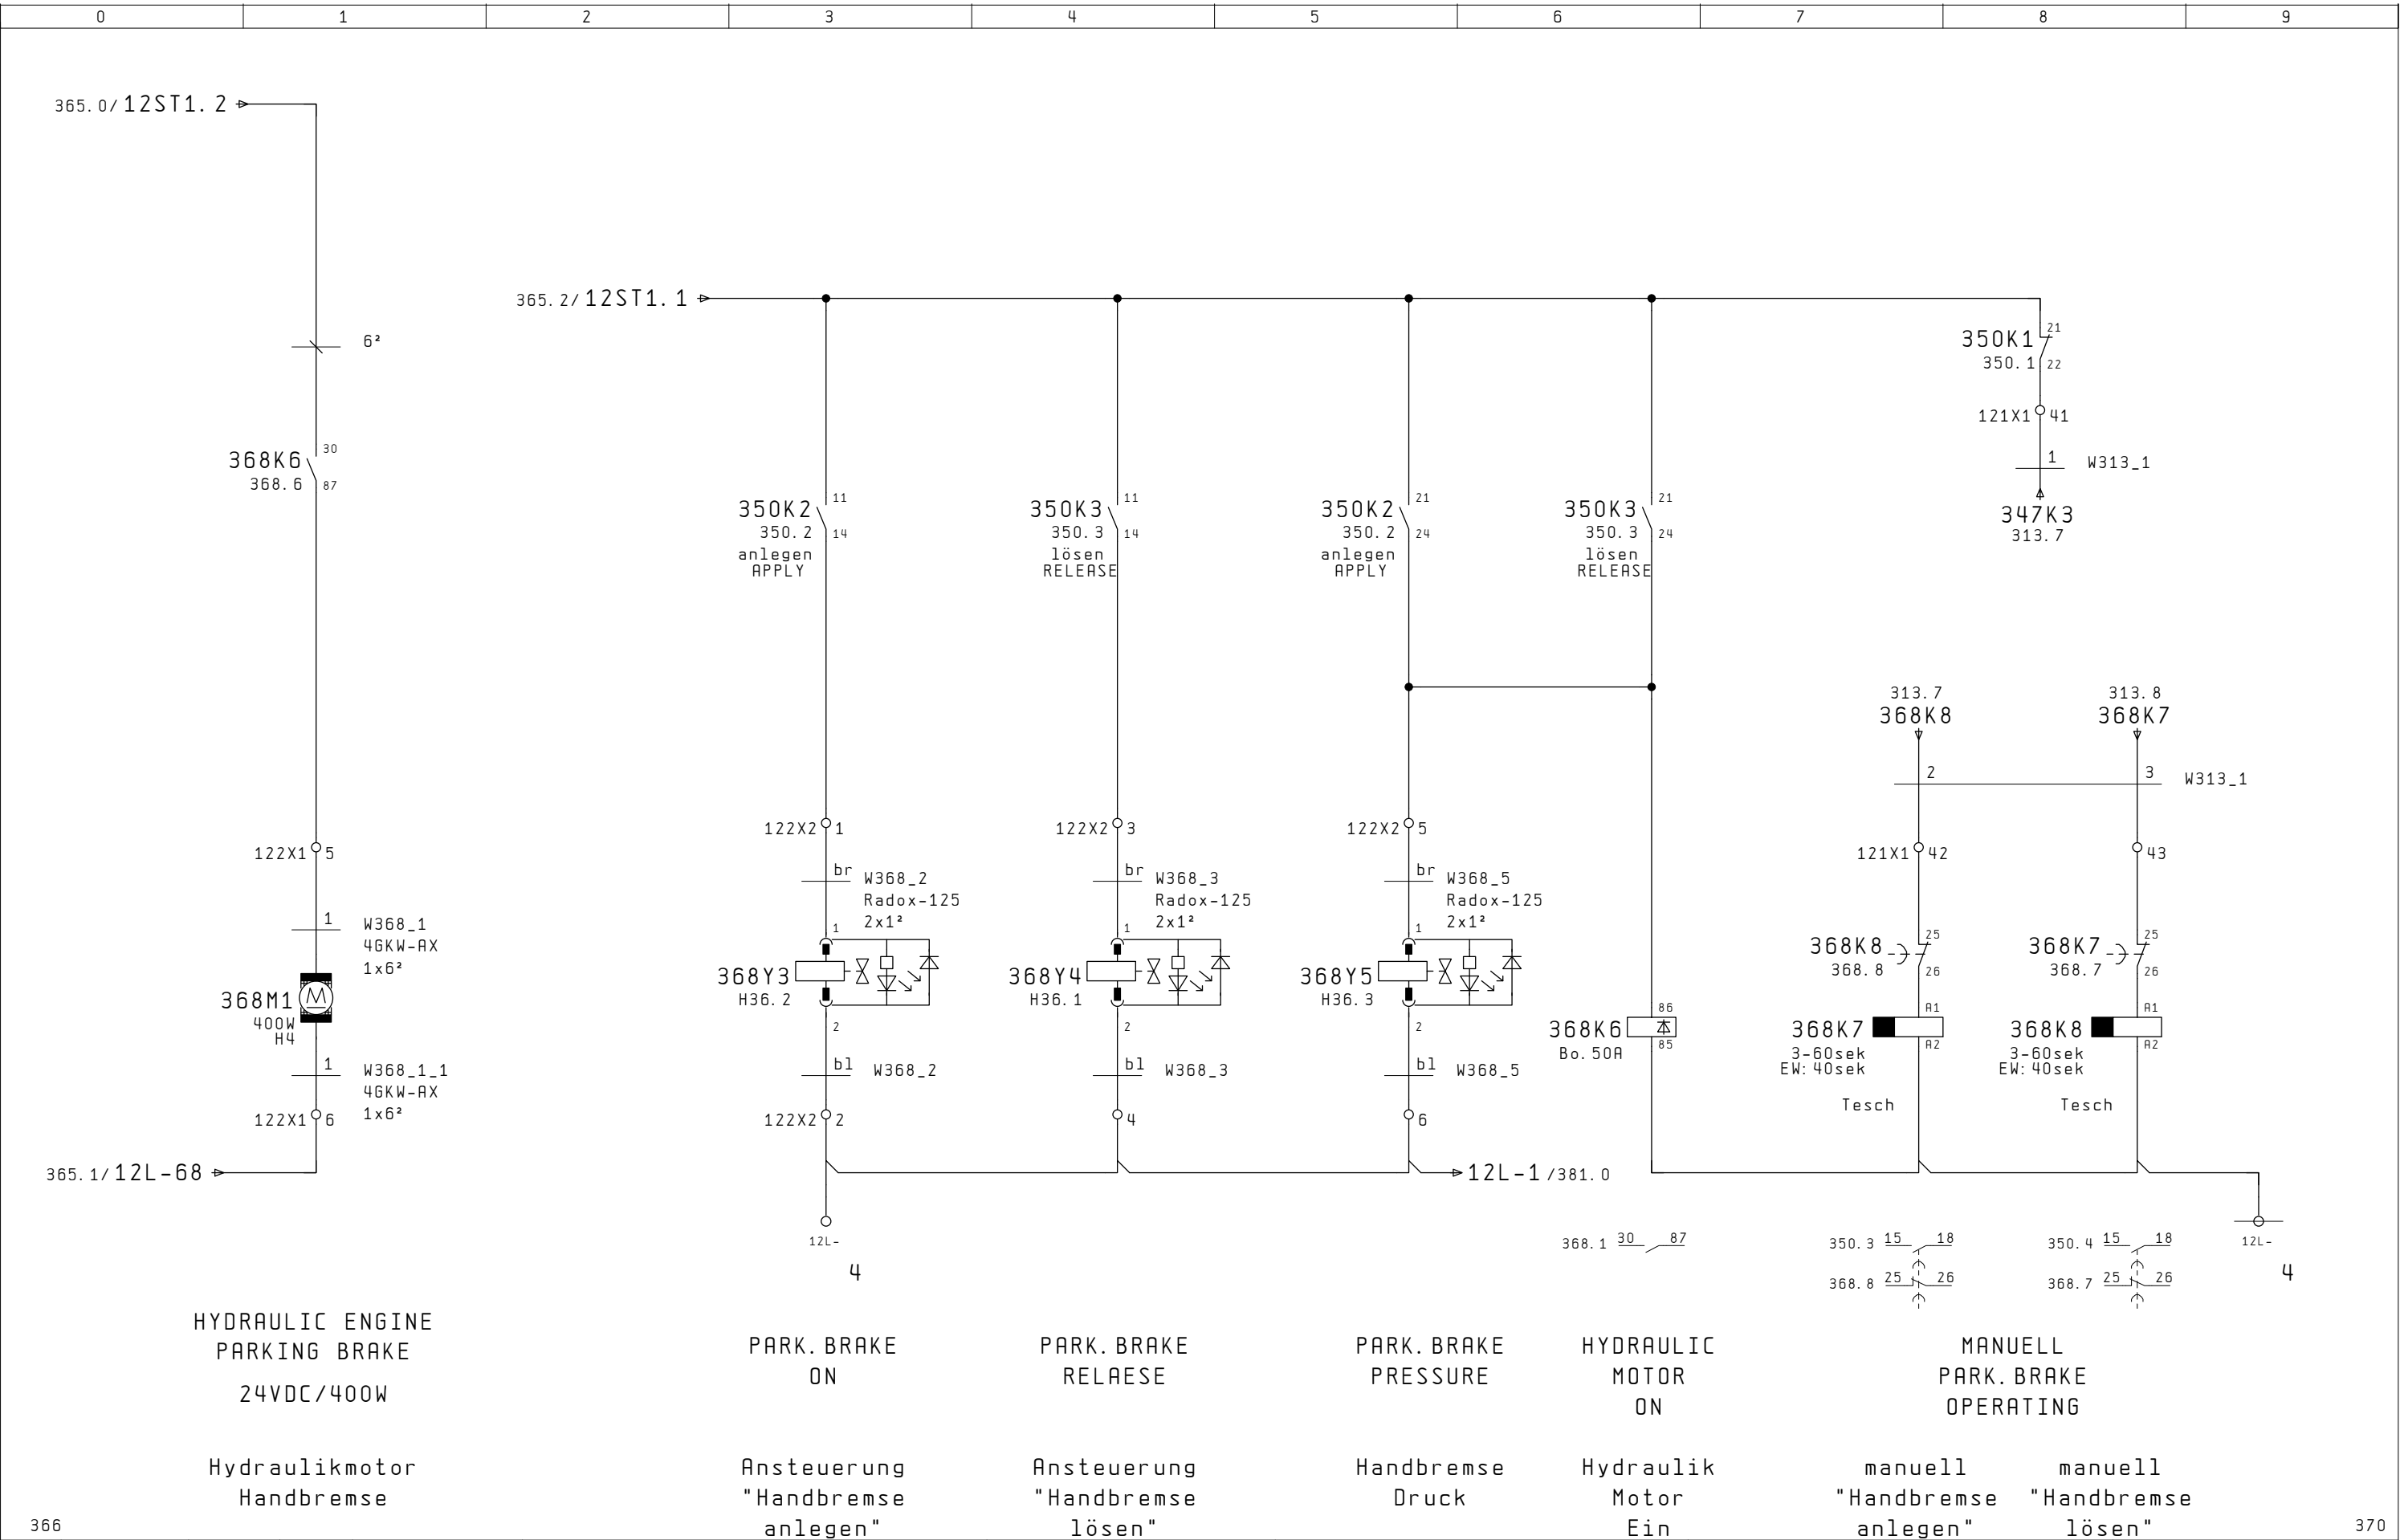 0 1 2 3 4 5 6 7 8 9
365.0/12ST1.2
365.2/12ST1.1
6²
350K1 21
350.1 22
121X1 41
1 W313_1
347K3
313.7
368K6 30
368.6 87
350K2 11
350.2 14
anlegen
APPLY
350K3 11
350.3 14
lösen
RELEASE
350K2 21
350.2 24
anlegen
APPLY
350K3 21
350.3 24
lösen
RELEASE
313.7
368K8
313.8
368K7
2 3 W313_1
122X1 5
122X2 1
122X2 3
122X2 5
121X1 42
43
1 W368_1
4GKW-AX
1x6²
br W368_2
Radox-125
2x1²
br W368_3
Radox-125
2x1²
br W368_5
Radox-125
2x1²
368K8 25
368.8 26
368K7 25
368.7 26
M
368M1
400W
H4
1
368Y3
H36.2
2
1
368Y4
H36.1
2
1
368Y5
H36.3
2
86
368K6
Bo.50A 85
A1
368K7
A2
3-60sek
EW:40sek
Tesch
A1
368K8
A2
3-60sek
EW:40sek
Tesch
1 W368_1_1
4GKW-AX
1x6²
bl W368_2
bl W368_3
bl W368_5
122X1 6
122X2 2
4
6
365.1/12L-68
12L-1/381.0
12L-
4
368.1 30 87
350.3 15 18
368.8 25 26
350.4 15 18
368.7 25 26
12L-
4
HYDRAULIC ENGINE
PARKING BRAKE
24VDC/400W
PARK.BRAKE
ON
PARK.BRAKE
RELAESE
PARK.BRAKE
PRESSURE
HYDRAULIC
MOTOR
ON
MANUELL
PARK.BRAKE
OPERATING
Hydraulikmotor
Handbremse
Ansteuerung
"Handbremse
anlegen"
Ansteuerung
"Handbremse
lösen"
Handbremse
Druck
Hydraulik
Motor
Ein
manuell
"Handbremse
anlegen"
manuell
"Handbremse
lösen"
366
370